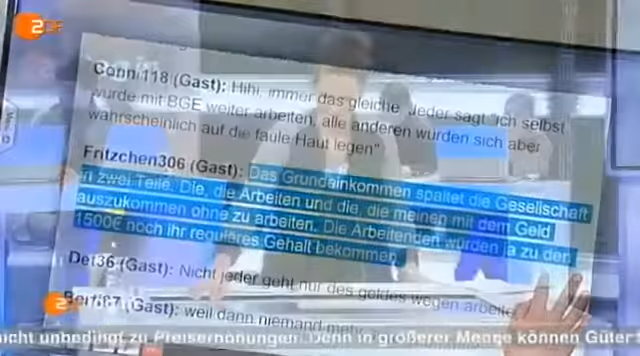 ZDF
Conni118 (Gast): Hihi, immer das gleiche "Jeder sagt "ich selbst
würde mit BGE weiter arbeiten, alle anderen würden sich aber
wahrscheinlich auf die faule Haut legen"
Fritzchen306 (Gast): Das Grundeinkommen spaltet die Gesellschaft
in zwei Teile. Die, die Arbeiten und die, die meinen mit dem Geld
auszukommen ohne zu arbeiten. Die Arbeitenden würden ja zu den
1500€ noch ihr reguleres Gehalt bekommen.
Det36 (Gast): Nicht jeder geht nur des geldes wegen arbeiten
(Gast): weil dann niemand mehr
nicht unbedingt zu Preiserhöhungen. Denn in größerer Menge können Güter